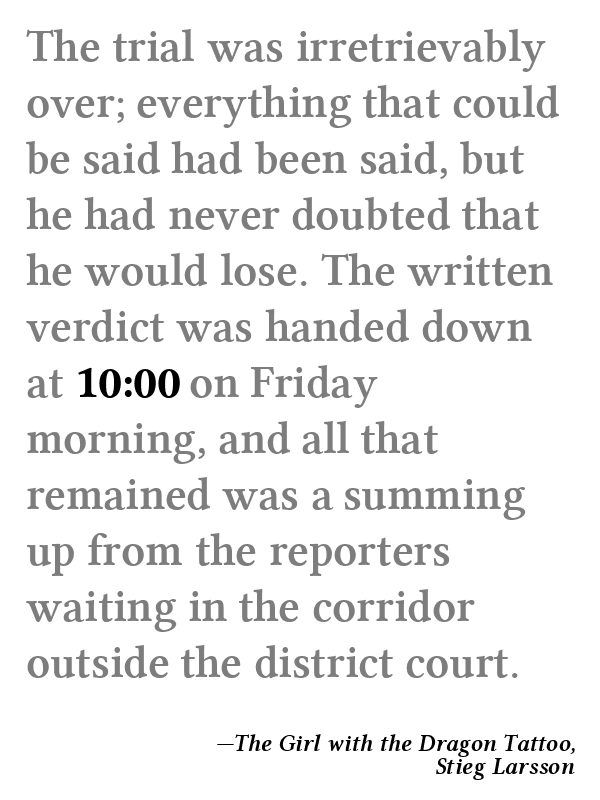 The trial was irretrievably
over; everything that could
be said had been said, but
he had never doubted that
he would lose. The written
verdict was handed down
at 10:00 on Friday
morning, and all that
remained was a summing
up from the reporters
waiting in the corridor
outside the district court.
—The Girl with the Dragon Tattoo,
Stieg Larsson